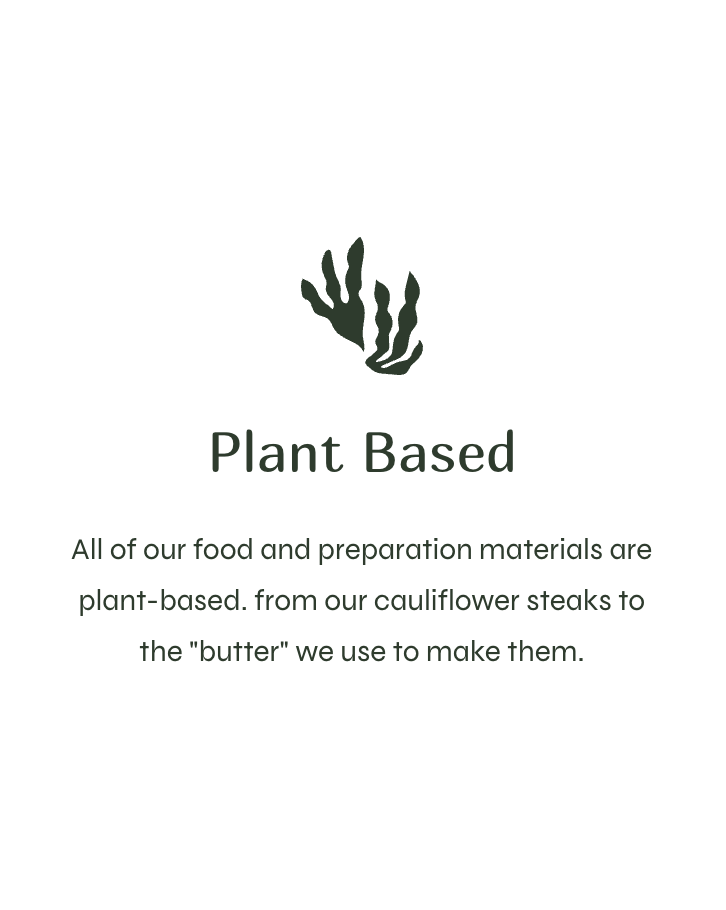 Plant Based
All of our food and preparation materials are
plant-based. from our cauliflower steaks to
the "butter" we use to make them.